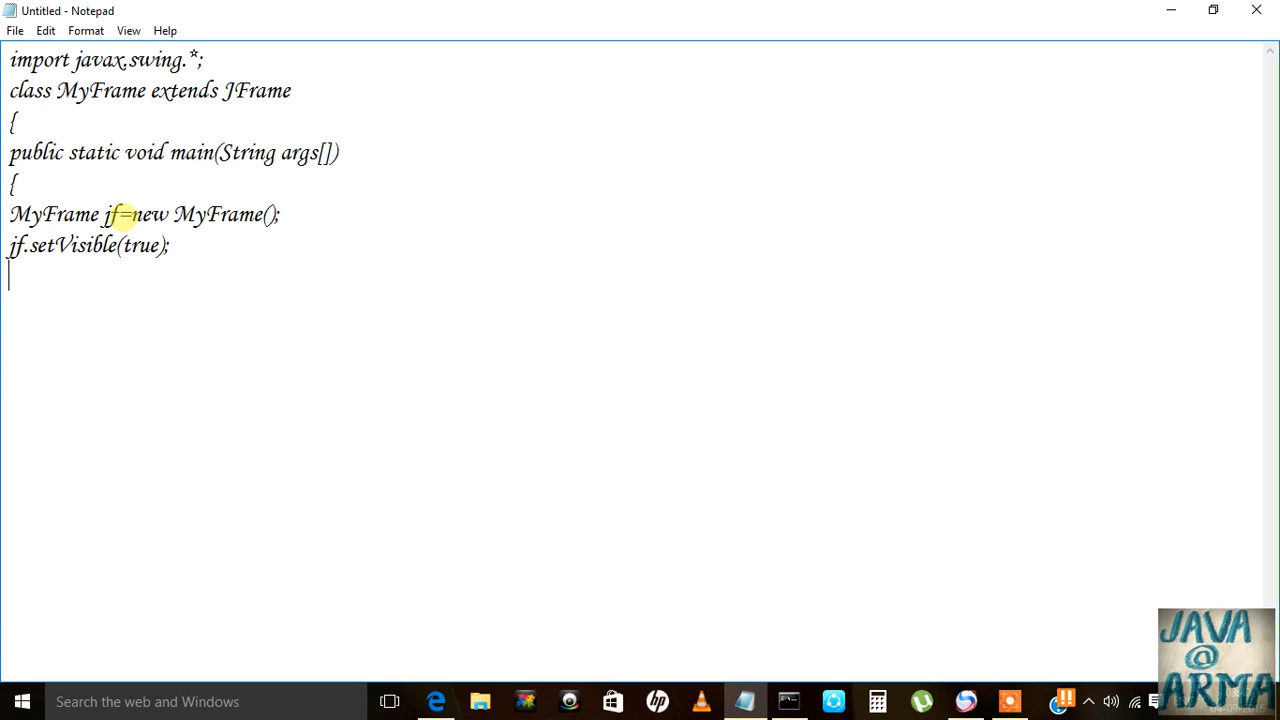 Untitled - Notepad
File Edit Format View Help
import javax.swing.*;
class MyFrame extends JFrame
{
public static void main(String args[])
{
MyFrame jf=new MyFrame();
jf.setVisible(true);
JAVA
@
ARMA
Search the web and Windows